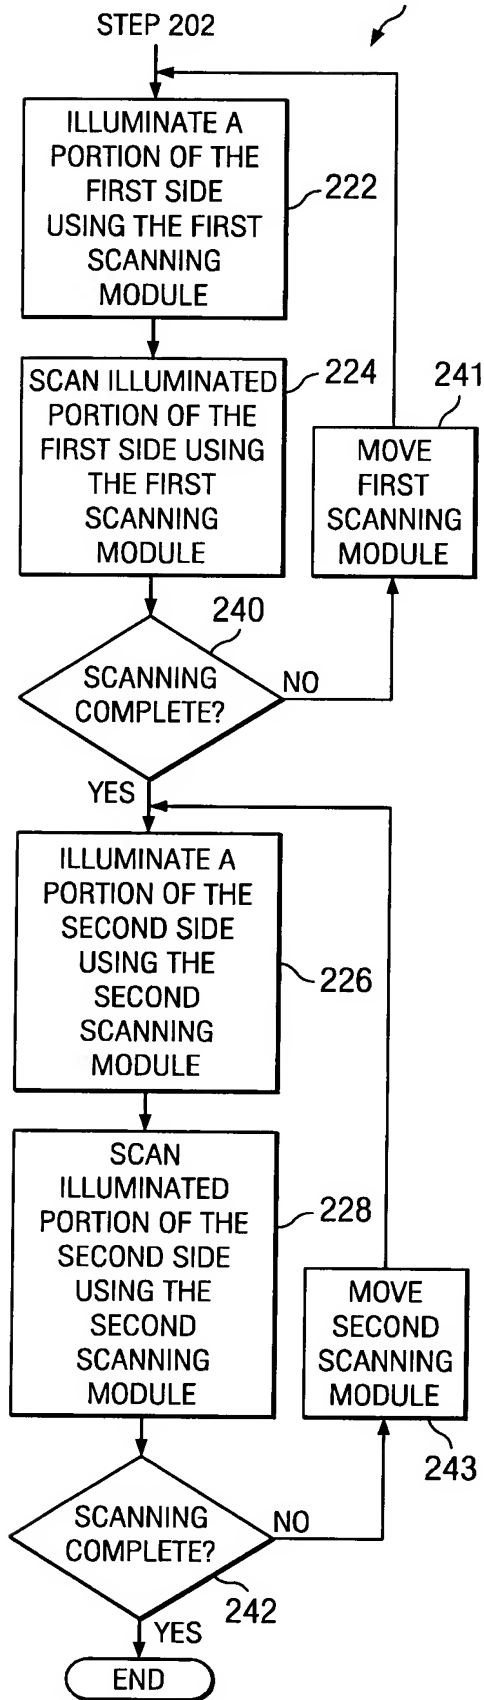 STEP 202
ILLUMINATE A
PORTION OF THE
FIRST SIDE
USING THE FIRST
SCANNING
MODULE
222
SCAN ILLUMINATED
PORTION OF THE
FIRST SIDE USING
THE FIRST
SCANNING
MODULE
224
241
MOVE
FIRST
SCANNING
MODULE
240
SCANNING
COMPLETE?
NO
YES
ILLUMINATE A
PORTION OF THE
SECOND SIDE
USING THE
SECOND
SCANNING
MODULE
226
SCAN
ILLUMINATED
PORTION OF THE
SECOND SIDE
USING THE
SECOND
SCANNING
MODULE
228
MOVE
SECOND
SCANNING
MODULE
243
SCANNING
COMPLETE?
NO
242
YES
END